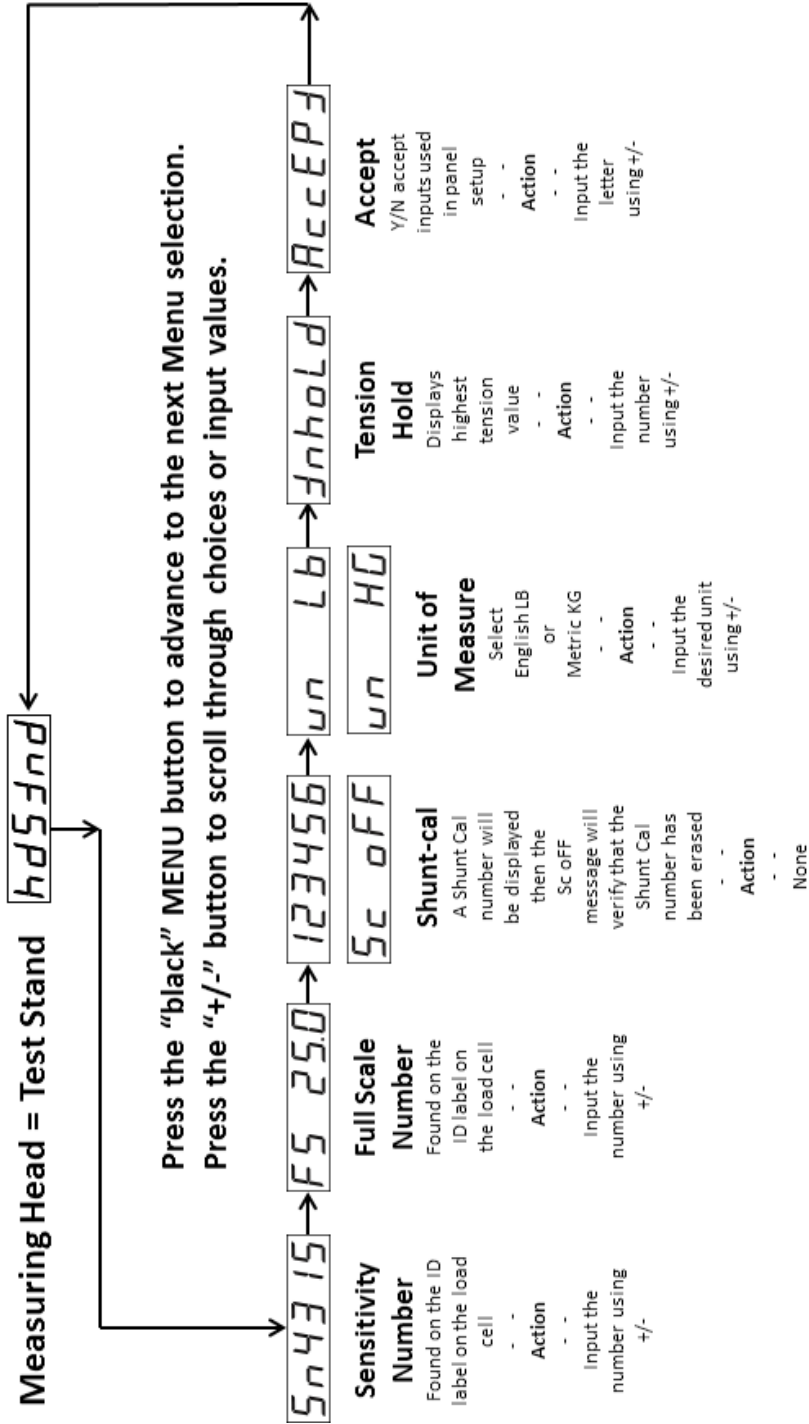 Measuring Head = Test Stand
hdStnd
Press the “black” MENU button to advance to the next Menu selection.
Press the “+/-” button to scroll through choices or input values.
Sn4315
Sensitivity
Number
Found on the ID
label on the load
cell
- -
Action
- -
Input the
number using
+/-
FS 25.0
Full Scale
Number
Found on the
ID label on
the load cell
- -
Action
- -
Input the
number using
+/-
123456
Sc oFF
Shunt-cal
A Shunt Cal
number will
be displayed
then the
Sc oFF
message will
verify that the
Shunt Cal
number has
been erased
- -
Action
- -
None
un Lb
un HG
Unit of
Measure
Select
English LB
or
Metric KG
- -
Action
- -
Input the
desired unit
using +/-
tnhoLd
Tension
Hold
Displays
highest
tension
value
- -
Action
- -
Input the
number
using +/-
AccEPt
Accept
Y/N accept
inputs used
in panel
setup
- -
Action
- -
Input the
letter
using +/-